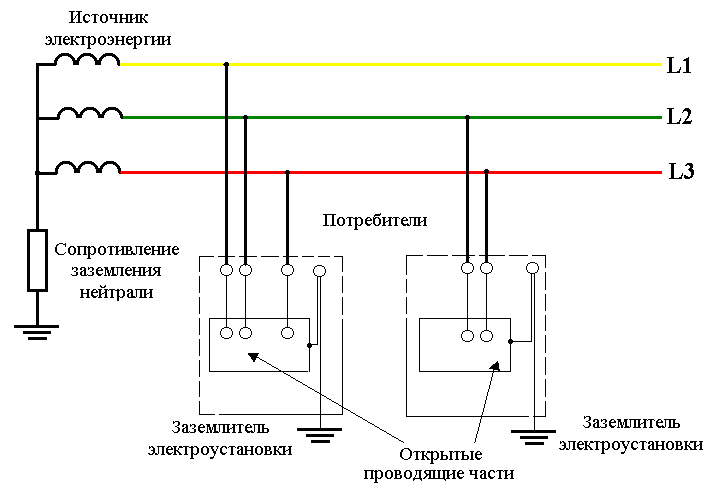 Источник
электроэнергии
L1
L2
L3
Потребители
Сопротивление
заземления
нейтрали
Заземлитель
электроустановки
Открытые
проводящие части
Заземлитель
электроустановки